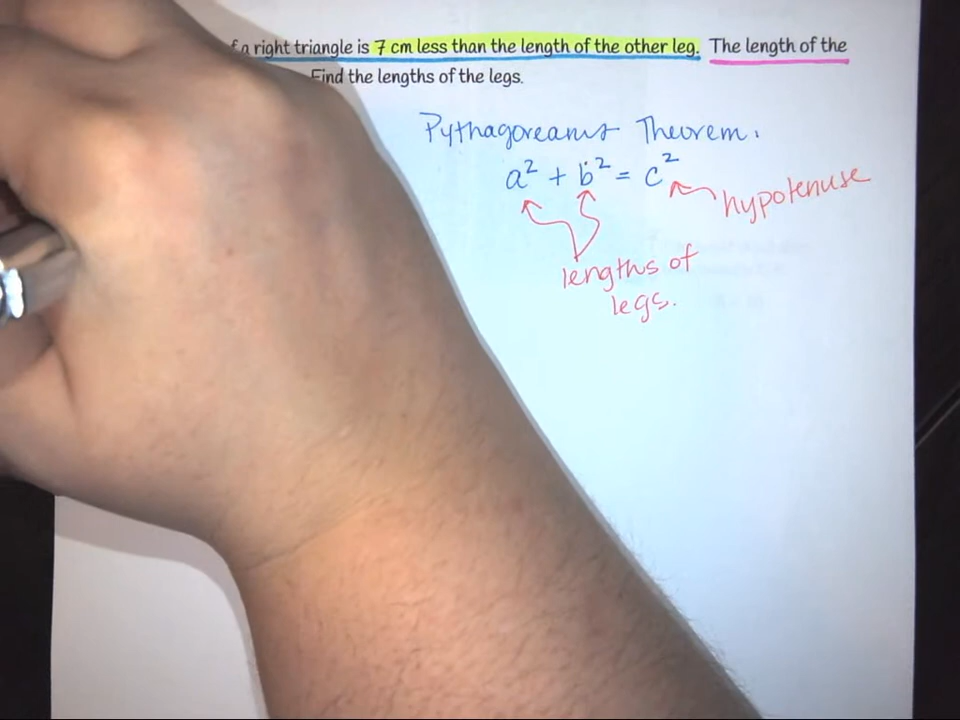 a right triangle is 7 cm less than the length of the other leg. The length of the
Find the lengths of the legs.
Pythagoreans Theorem.
a² + b² = c²
hypotenuse
lengths of
legs.